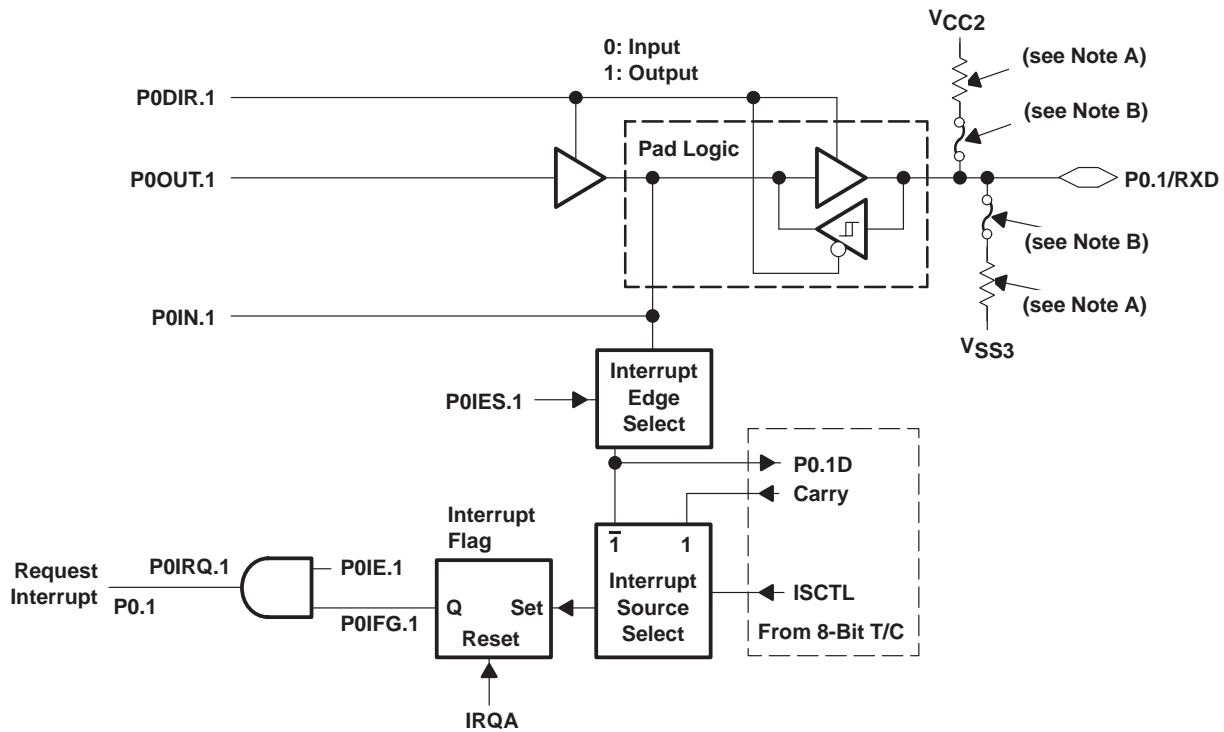 VCC2
0: Input
1: Output
(see Note A)
P0DIR.1
(see Note B)
Pad Logic
P0OUT.1
P0.1/RXD
(see Note B)
(see Note A)
P0IN.1
VSS3
Interrupt
Edge
Select
P0IES.1
P0.1D
Carry
Interrupt
Flag
1̅
1
P0IRQ.1
P0IE.1
Request
Interrupt
P0.1
P0IFG.1
Q
Set
Reset
Interrupt
Source
Select
ISCTL
From 8-Bit T/C
IRQA